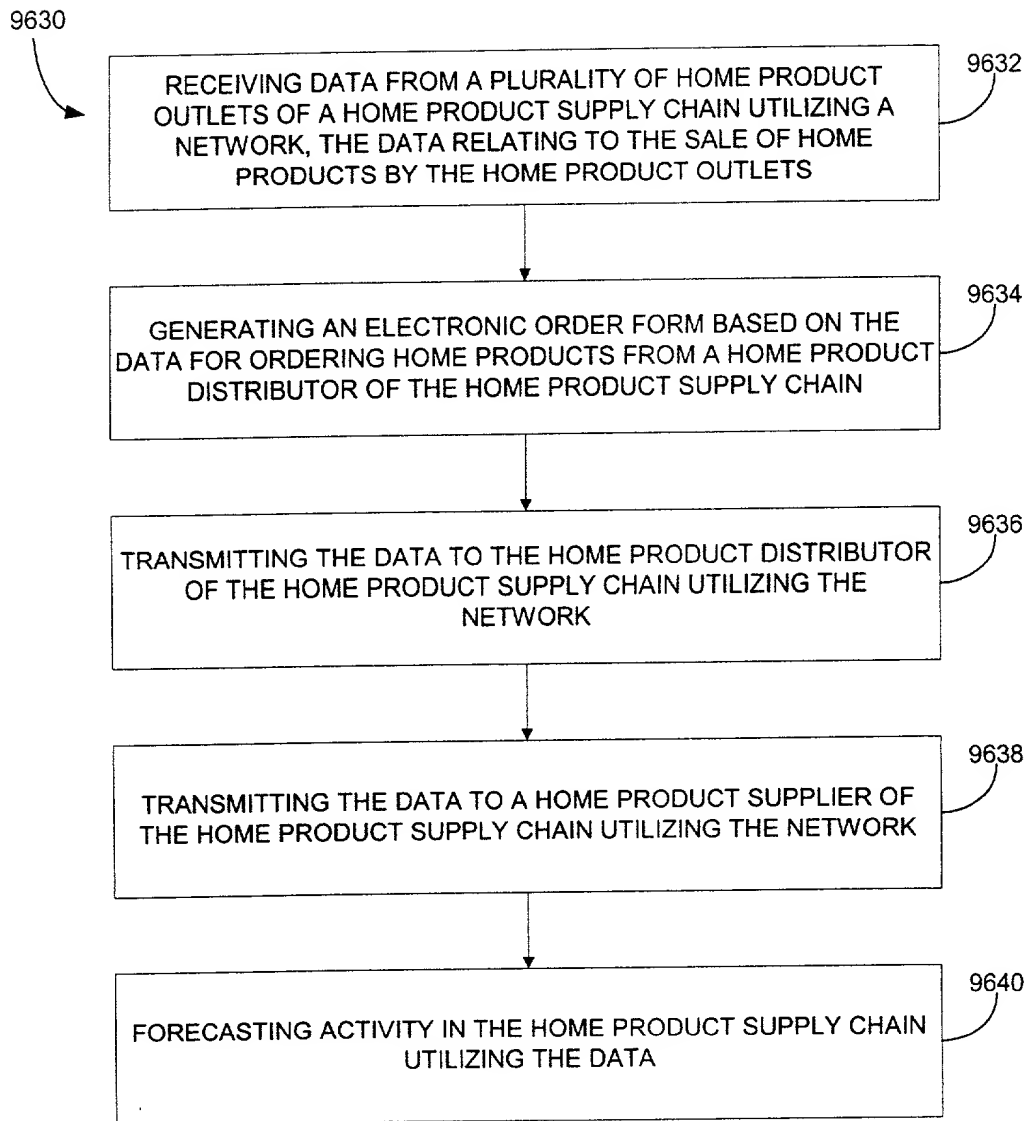 9630
RECEIVING DATA FROM A PLURALITY OF HOME PRODUCT
OUTLETS OF A HOME PRODUCT SUPPLY CHAIN UTILIZING A
NETWORK, THE DATA RELATING TO THE SALE OF HOME
PRODUCTS BY THE HOME PRODUCT OUTLETS
9632
GENERATING AN ELECTRONIC ORDER FORM BASED ON THE
DATA FOR ORDERING HOME PRODUCTS FROM A HOME PRODUCT
DISTRIBUTOR OF THE HOME PRODUCT SUPPLY CHAIN
9634
TRANSMITTING THE DATA TO THE HOME PRODUCT DISTRIBUTOR
OF THE HOME PRODUCT SUPPLY CHAIN UTILIZING THE
NETWORK
9636
TRANSMITTING THE DATA TO A HOME PRODUCT SUPPLIER OF
THE HOME PRODUCT SUPPLY CHAIN UTILIZING THE NETWORK
9638
FORECASTING ACTIVITY IN THE HOME PRODUCT SUPPLY CHAIN
UTILIZING THE DATA
9640